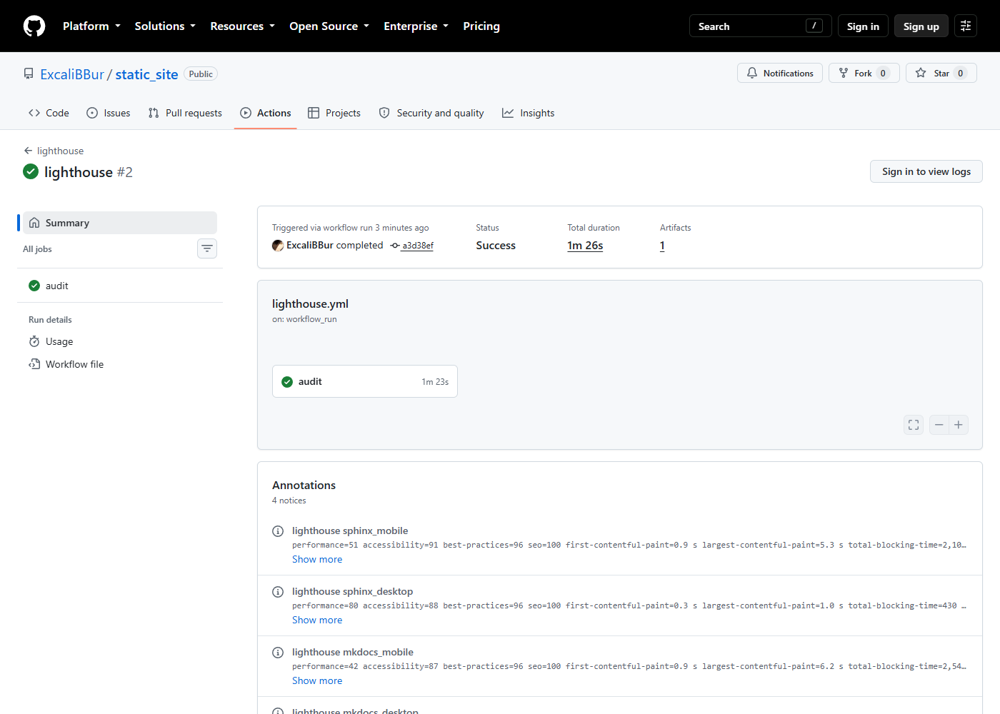 Platform
Solutions
Resources
Open Source
Enterprise
Pricing
Search
/
Sign in
Sign up
ExcaliBBur / static_site
Public
Notifications
Fork 0
Star 0
Code
Issues
Pull requests
Actions
Projects
Security and quality
Insights
lighthouse
lighthouse #2
Sign in to view logs
Summary
All jobs
audit
Run details
Usage
Workflow file
Triggered via workflow run 3 minutes ago
ExcaliBBur completed a3d38ef
Status
Success
Total duration
1m 26s
Artifacts
1
lighthouse.yml
on: workflow_run
audit
1m 23s
Annotations
4 notices
lighthouse sphinx_mobile
performance=51 accessibility=91 best-practices=96 seo=100 first-contentful-paint=0.9 s largest-contentful-paint=5.3 s total-blocking-time=2,10…
Show more
lighthouse sphinx_desktop
performance=80 accessibility=88 best-practices=96 seo=100 first-contentful-paint=0.3 s largest-contentful-paint=1.0 s total-blocking-time=430 …
Show more
lighthouse mkdocs_mobile
performance=42 accessibility=87 best-practices=96 seo=100 first-contentful-paint=0.9 s largest-contentful-paint=6.2 s total-blocking-time=2,54…
Show more
lighthouse mkdocs_desktop